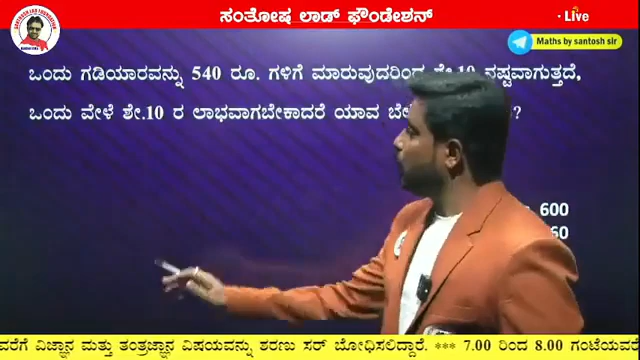 ಸಂತೋಷ ಲಾಡ್ ಫೌಂಡೇಶನ್
Live
Maths by santosh sir
ಒಂದು ಗಡಿಯಾರವನ್ನು 540 ರೂ. ಗಳಿಗೆ ಮಾರುವುದರಿಂದ ಶೇ.10 ನಷ್ಟವಾಗುತ್ತದೆ,
ಒಂದು ವೇಳೆ ಶೇ.10 ರ ಲಾಭವಾಗಬೇಕಾದರೆ ಯಾವ
600
60
ವರೆಗೆ ವಿಜ್ಞಾನ ಮತ್ತು ತಂತ್ರಜ್ಞಾನ ವಿಷಯವನ್ನು ಶರಣು ಸರ್ ಬೋಧಿಸಲಿದ್ದಾರೆ. *** 7.00 ರಿಂದ 8.00 ಗಂಟೆಯವರ